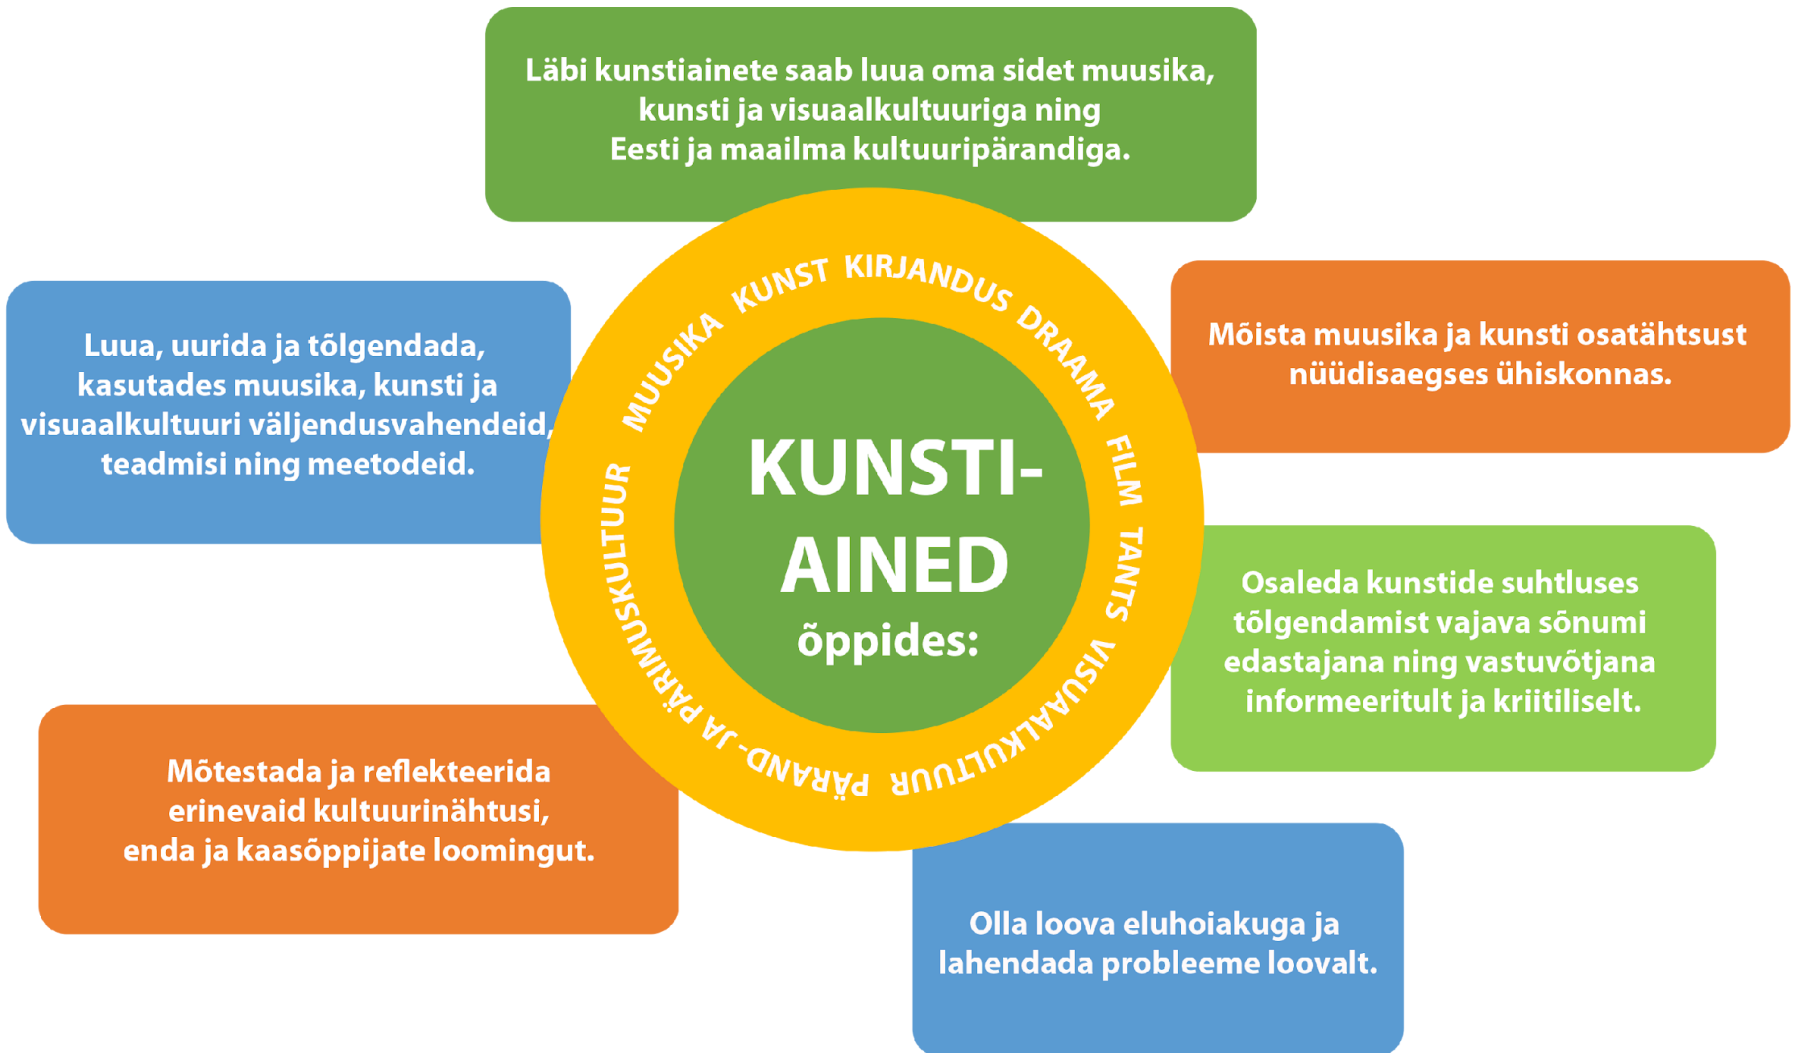 Läbi kunstiainete saab luua oma sidet muusika,
kunsti ja visuaalkultuuriga ning
Eesti ja maailma kultuuripärandiga.
MUUSIKA KUNST KIRJANDUS DRAAMA FILM TANTS VISUAALKULTUUR PÄRAND- JA PÄRIMUSKULTUUR
KUNSTI-
AINED
õppides:
Mõista muusika ja kunsti osatähtsust
nüüdisaegses ühiskonnas.
Osaleda kunstide suhtluses
tõlgendamist vajava sõnumi
edastajana ning vastuvõtjana
informeeritult ja kriitiliselt.
Olla loova eluhoiakuga ja
lahendada probleeme loovalt.
Mõtestada ja reflekteerida
erinevaid kultuurinähtusi,
enda ja kaasõppijate loomingut.
Luua, uurida ja tõlgendada,
kasutades muusika, kunsti ja
visuaalkultuuri väljendusvahendeid,
teadmisi ning meetodeid.